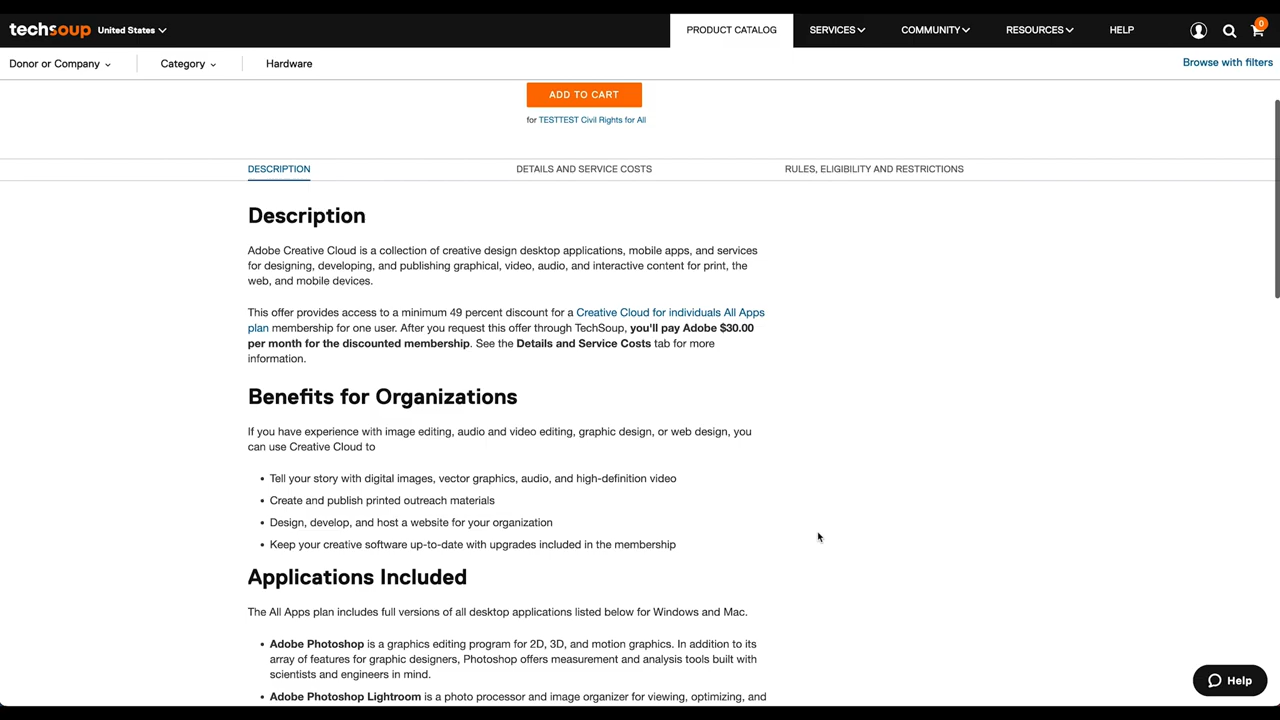 techsoup United States PRODUCT CATALOG SERVICES COMMUNITY RESOURCES HELP 0
Donor or Company Category Hardware Browse with filters
ADD TO CART
for TESTTEST Civil Rights for All
DESCRIPTION DETAILS AND SERVICE COSTS RULES, ELIGIBILITY AND RESTRICTIONS
Description
Adobe Creative Cloud is a collection of creative design desktop applications, mobile apps, and services
for designing, developing, and publishing graphical, video, audio, and interactive content for print, the
web, and mobile devices.
This offer provides access to a minimum 49 percent discount for a Creative Cloud for individuals All Apps
plan membership for one user. After you request this offer through TechSoup, you'll pay Adobe $30.00
per month for the discounted membership. See the Details and Service Costs tab for more
information.
Benefits for Organizations
If you have experience with image editing, audio and video editing, graphic design, or web design, you
can use Creative Cloud to
• Tell your story with digital images, vector graphics, audio, and high-definition video
• Create and publish printed outreach materials
• Design, develop, and host a website for your organization
• Keep your creative software up-to-date with upgrades included in the membership
Applications Included
The All Apps plan includes full versions of all desktop applications listed below for Windows and Mac.
• Adobe Photoshop is a graphics editing program for 2D, 3D, and motion graphics. In addition to its
array of features for graphic designers, Photoshop offers measurement and analysis tools built with
scientists and engineers in mind.
• Adobe Photoshop Lightroom is a photo processor and image organizer for viewing, optimizing, and
Help